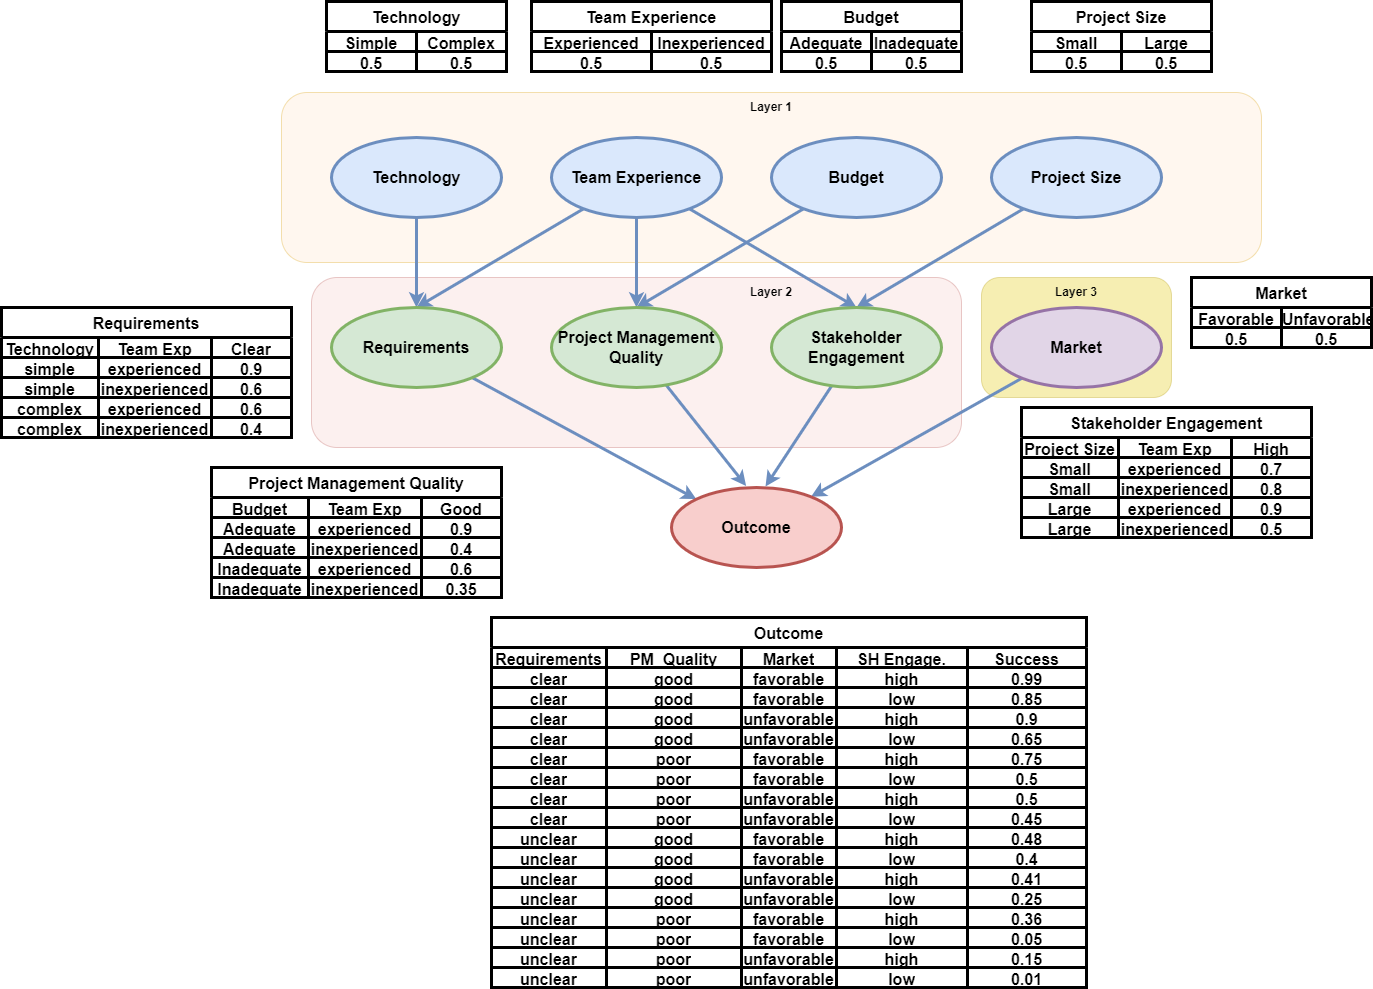 Technology
Simple Complex
0.5 0.5
Team Experience
Experienced Inexperienced
0.5 0.5
Budget
Adequate Inadequate
0.5 0.5
Project Size
Small Large
0.5 0.5
Layer 1
Technology
Team Experience
Budget
Project Size
Layer 2
Layer 3
Requirements
Project Management
Quality
Stakeholder
Engagement
Market
Market
Favorable Unfavorable
0.5 0.5
Requirements
Technology Team Exp Clear
simple experienced 0.9
simple inexperienced 0.6
complex experienced 0.6
complex inexperienced 0.4
Stakeholder Engagement
Project Size Team Exp High
Small experienced 0.7
Small inexperienced 0.8
Large experienced 0.9
Large inexperienced 0.5
Project Management Quality
Budget Team Exp Good
Adequate experienced 0.9
Adequate inexperienced 0.4
Inadequate experienced 0.6
Inadequate inexperienced 0.35
Outcome
Outcome
Requirements PM Quality Market SH Engage. Success
clear good favorable high 0.99
clear good favorable low 0.85
clear good unfavorable high 0.9
clear good unfavorable low 0.65
clear poor favorable high 0.75
clear poor favorable low 0.5
clear poor unfavorable high 0.5
clear poor unfavorable low 0.45
unclear good favorable high 0.48
unclear good favorable low 0.4
unclear good unfavorable high 0.41
unclear good unfavorable low 0.25
unclear poor favorable high 0.36
unclear poor favorable low 0.05
unclear poor unfavorable high 0.15
unclear poor unfavorable low 0.01